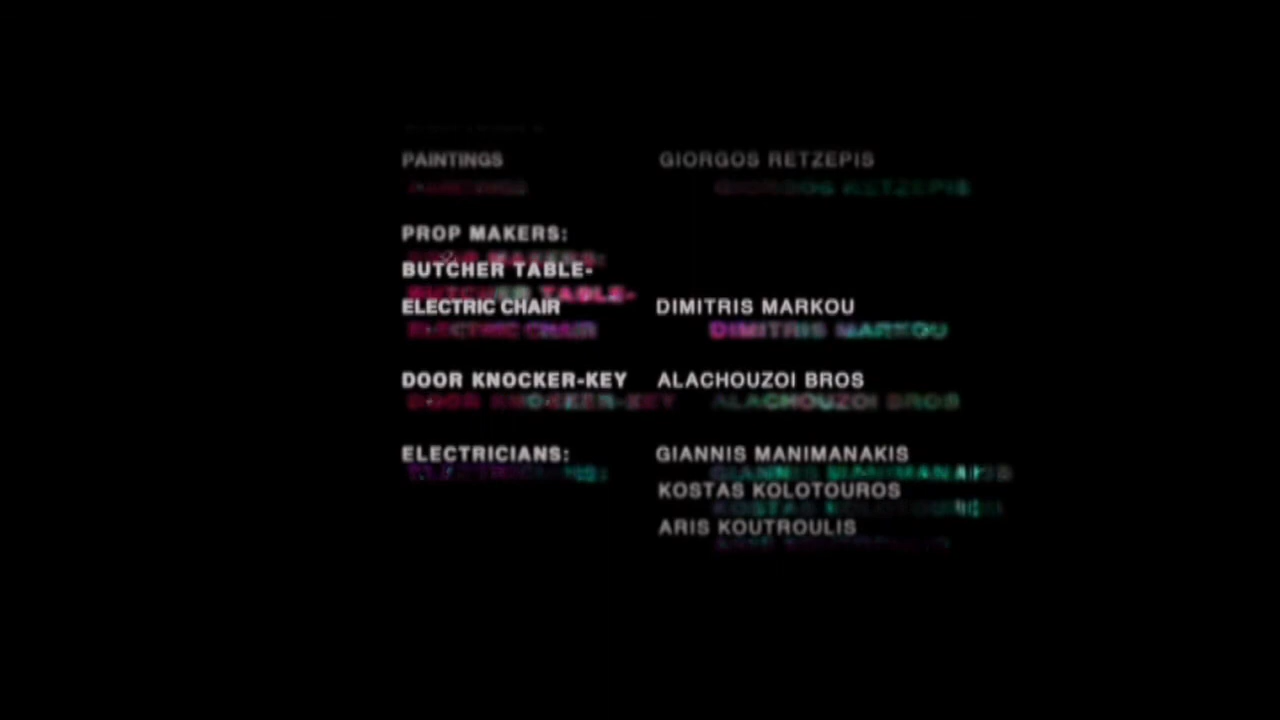 PAINTINGS GIORGOS RETZEPIS
PROP MAKERS:
BUTCHER TABLE-
ELECTRIC CHAIR DIMITRIS MARKOU
DOOR KNOCKER-KEY ALACHOUZOI BROS
ELECTRICIANS: GIANNIS MANIMANAKIS
KOSTAS KOLOTOUROS
ARIS KOUTROULIS